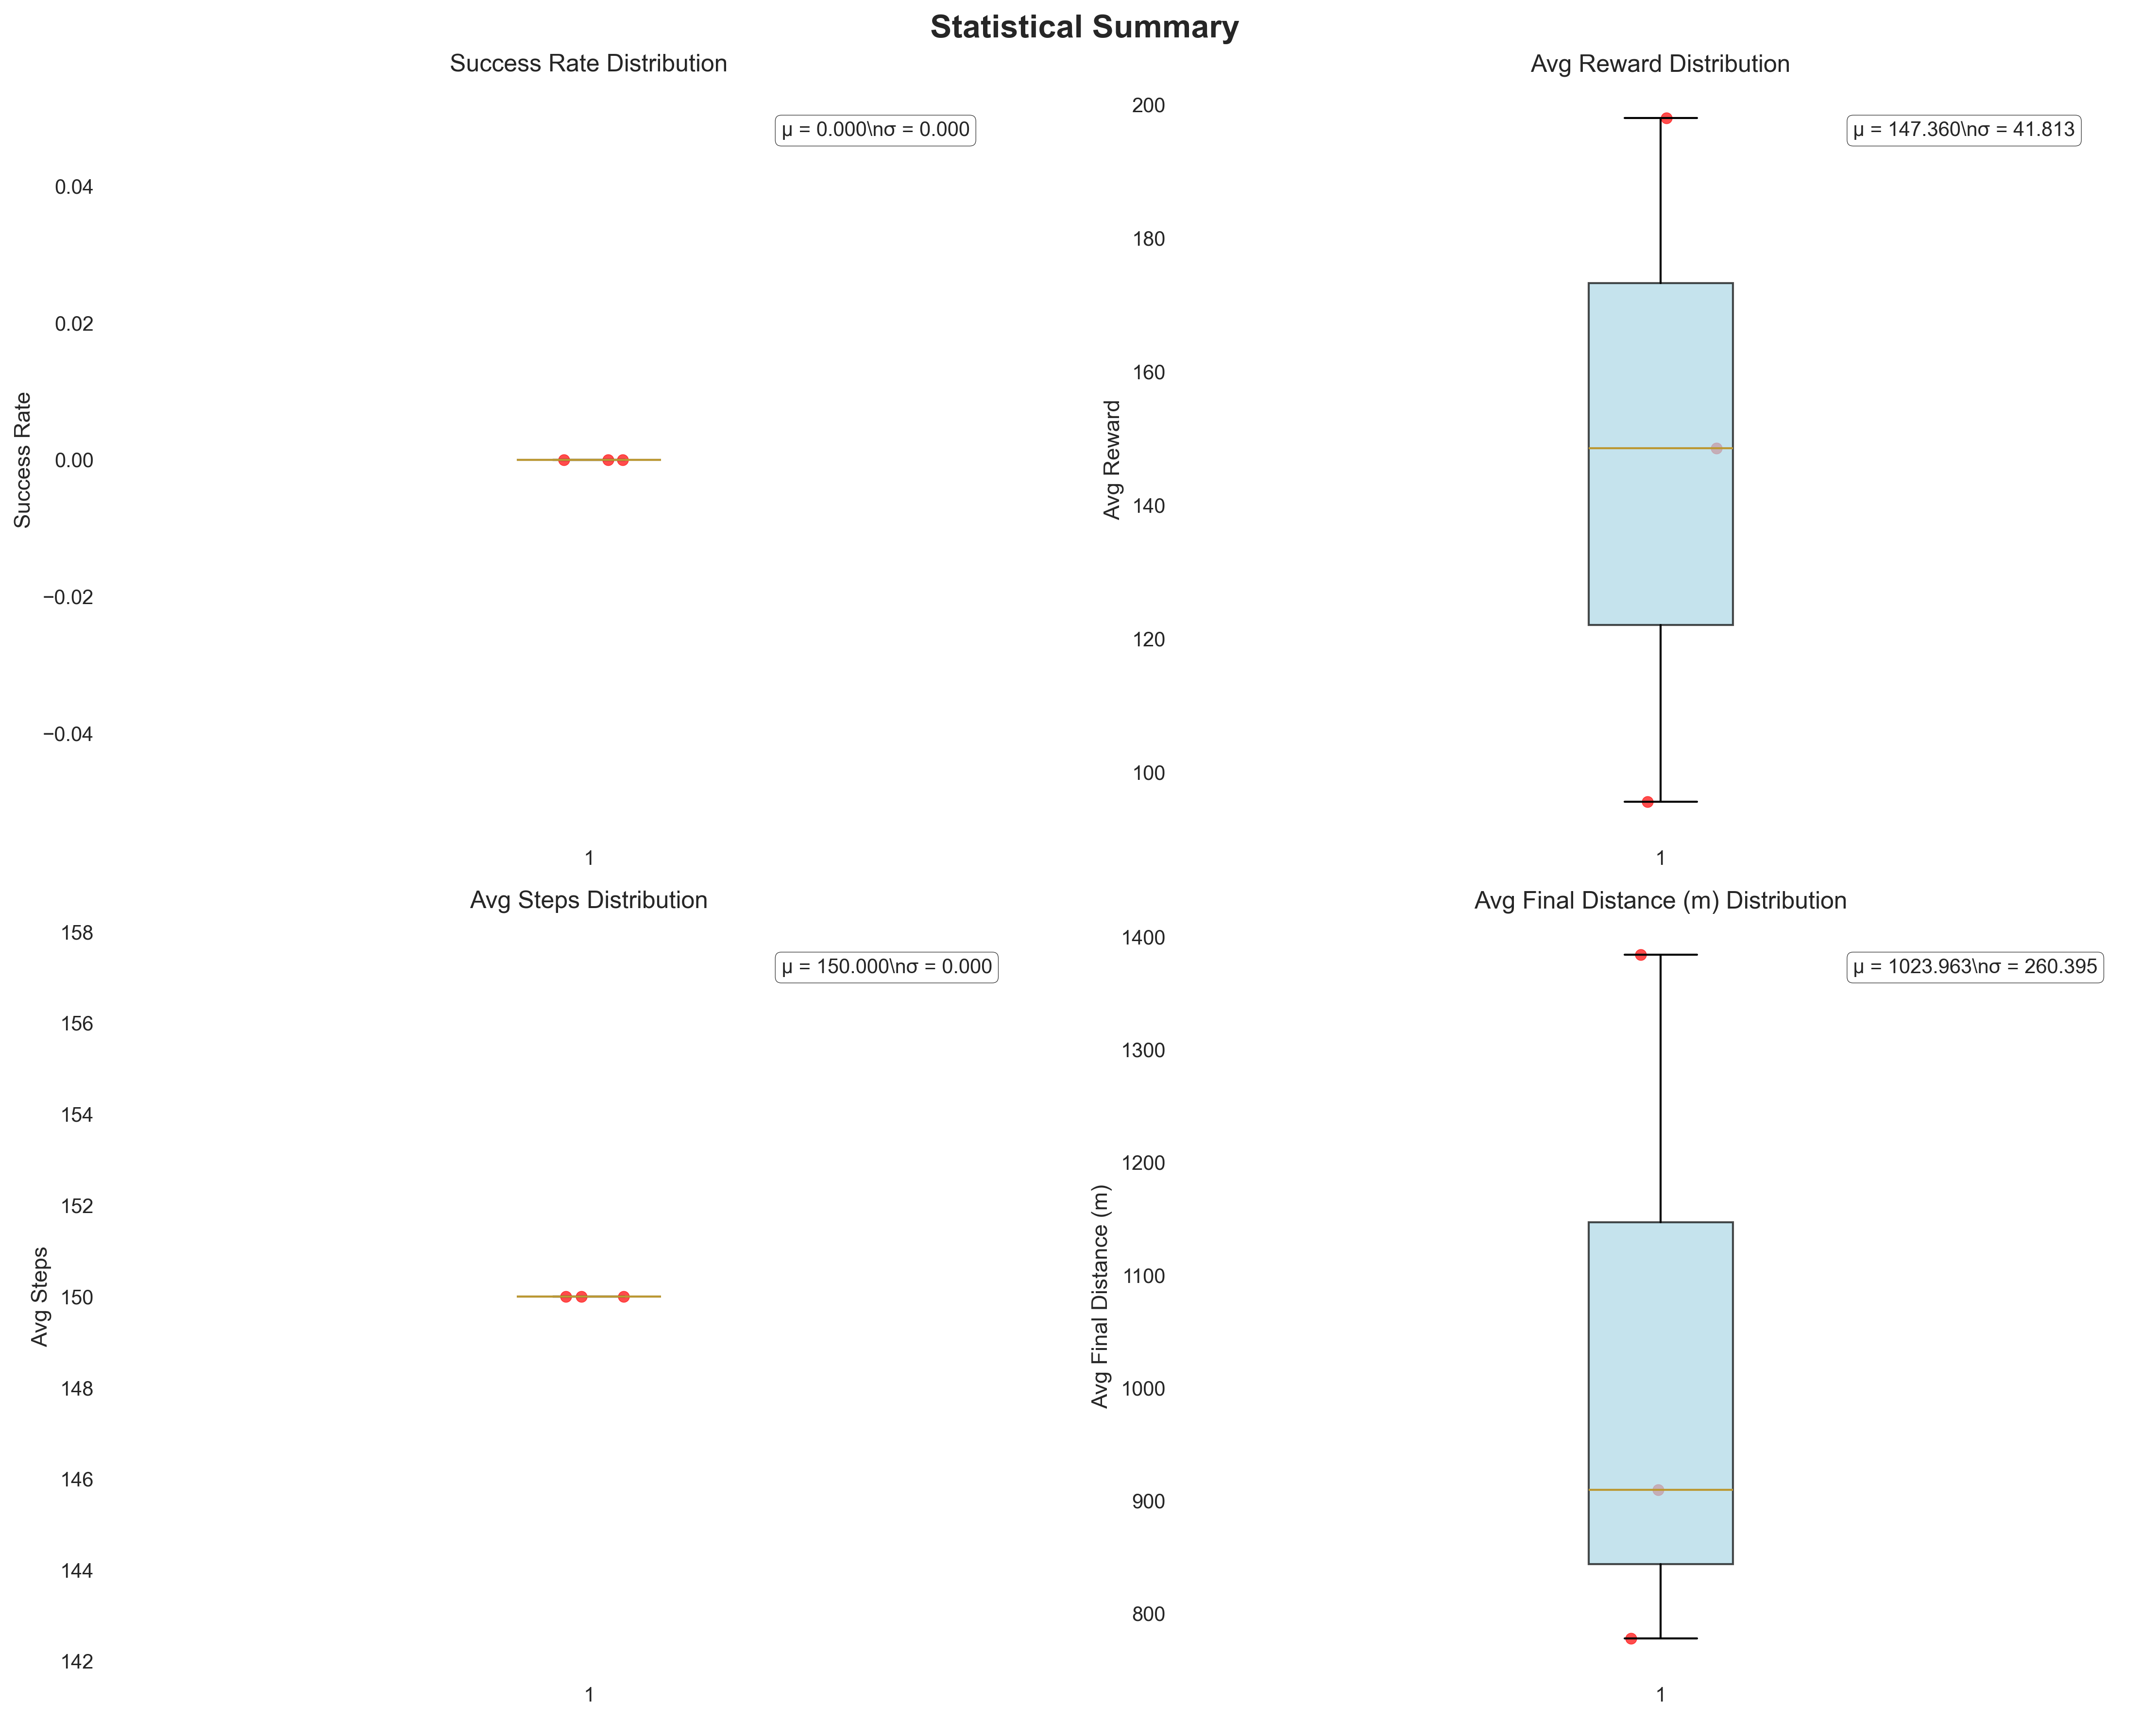 Statistical Summary
Success Rate Distribution
μ = 0.000\nσ = 0.000
0.04
0.02
0.00
−0.02
−0.04
Success Rate
1
Avg Reward Distribution
μ = 147.360\nσ = 41.813
200
180
160
140
120
100
Avg Reward
1
Avg Steps Distribution
μ = 150.000\nσ = 0.000
158
156
154
152
150
148
146
144
142
Avg Steps
1
Avg Final Distance (m) Distribution
μ = 1023.963\nσ = 260.395
1400
1300
1200
1100
1000
900
800
Avg Final Distance (m)
1